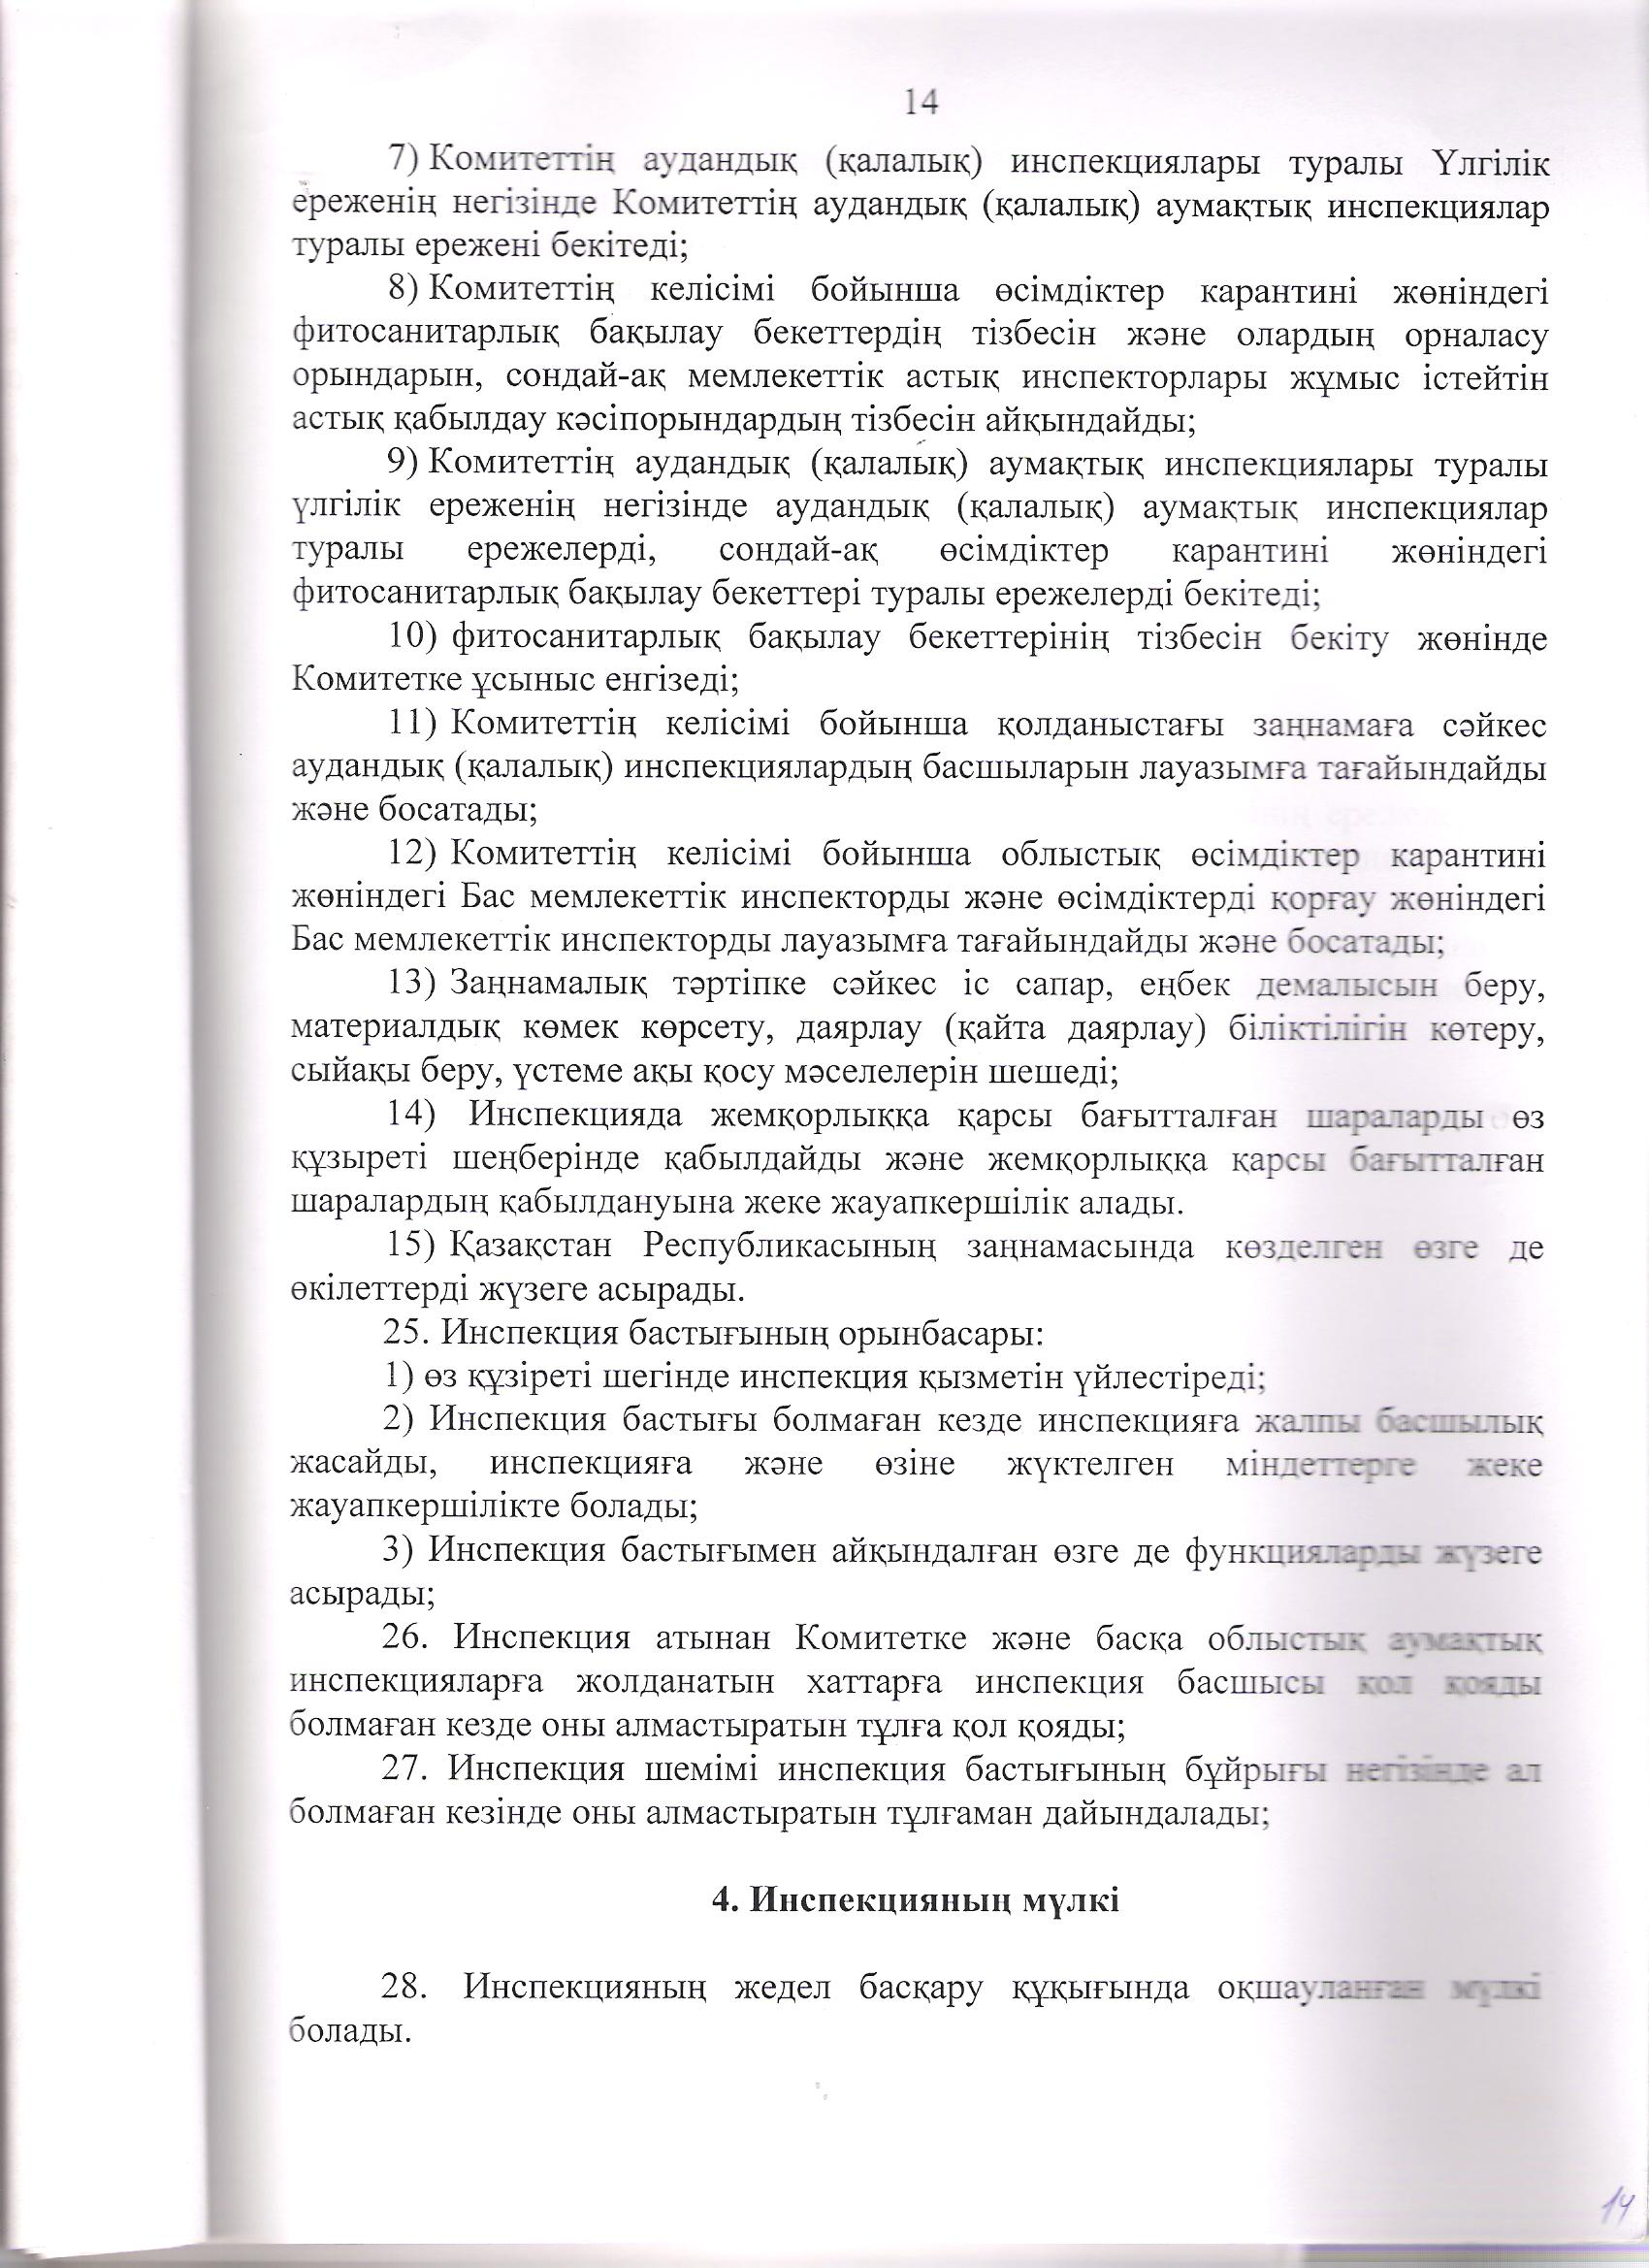 14
7) Комитеттің аудандық (қалалық) инспекциялары туралы Үлгілік
ереженің негізінде Комитеттің аудандық (қалалық) аумақтық инспекциялар
туралы ережені бекітеді;
8) Комитеттің келісімі бойынша өсімдіктер карантині жөніндегі
фитосанитарлық бақылау бекеттердің тізбесін және олардың орналасу
орындарын, сондай-ақ мемлекеттік астық инспекторлары жұмыс істейтін
астық қабылдау кәсіпорындардың тізбесін айқындайды;
9) Комитеттің аудандық (қалалық) аумақтық инспекциялары туралы
үлгілік ереженің негізінде аудандық (қалалық) аумақтық инспекциялар
туралы ережелерді, сондай-ақ өсімдіктер карантині жөніндегі
фитосанитарлық бақылау бекеттері туралы ережелерді бекітеді;
10) фитосанитарлық бақылау бекеттерінің тізбесін бекіту жөнінде
Комитетке ұсыныс енгізеді;
11) Комитеттің келісімі бойынша қолданыстағы заңнамаға сәйкес
аудандық (қалалық) инспекциялардың басшыларын лауазымға тағайындайды
және босатады;
12) Комитеттің келісімі бойынша облыстық өсімдіктер карантині
жөніндегі Бас мемлекеттік инспекторды және өсімдіктерді қорғау жөніндегі
Бас мемлекеттік инспекторды лауазымға тағайындайды және босатады;
13) Заңнамалық тәртіпке сәйкес іс сапар, еңбек демалысын беру,
материалдық көмек көрсету, даярлау (қайта даярлау) біліктілігін көтеру,
сыйақы беру, үстеме ақы қосу мәселелерін шешеді;
14) Инспекцияда жемқорлыққа қарсы бағытталған шараларды өз
құзыреті шеңберінде қабылдайды және жемқорлыққа қарсы бағытталған
шаралардың қабылдануына жеке жауапкершілік алады.
15) Қазақстан Республикасының заңнамасында көзделген өзге де
өкілеттерді жүзеге асырады.
25. Инспекция бастығының орынбасары:
1) өз құзіреті шегінде инспекция қызметін үйлестіреді;
2) Инспекция бастығы болмаған кезде инспекцияға жалпы басшылық
жасайды, инспекцияға және өзіне жүктелген міндеттерге жеке
жауапкершілікте болады;
3) Инспекция бастығымен айқындалған өзге де функцияларды жүзеге
асырады;
26. Инспекция атынан Комитетке және басқа облыстық аумақтық
инспекцияларға жолданатын хаттарға инспекция басшысы қол қояды
болмаған кезде оны алмастыратын тұлға қол қояды;
27. Инспекция шемімі инспекция бастығының бұйрығы негізінде ал
болмаған кезінде оны алмастыратын тұлғаман дайындалады;
4. Инспекцияның мүлкі
28. Инспекцияның жедел басқару құқығында оқшауланған мүлкі
болады.
14